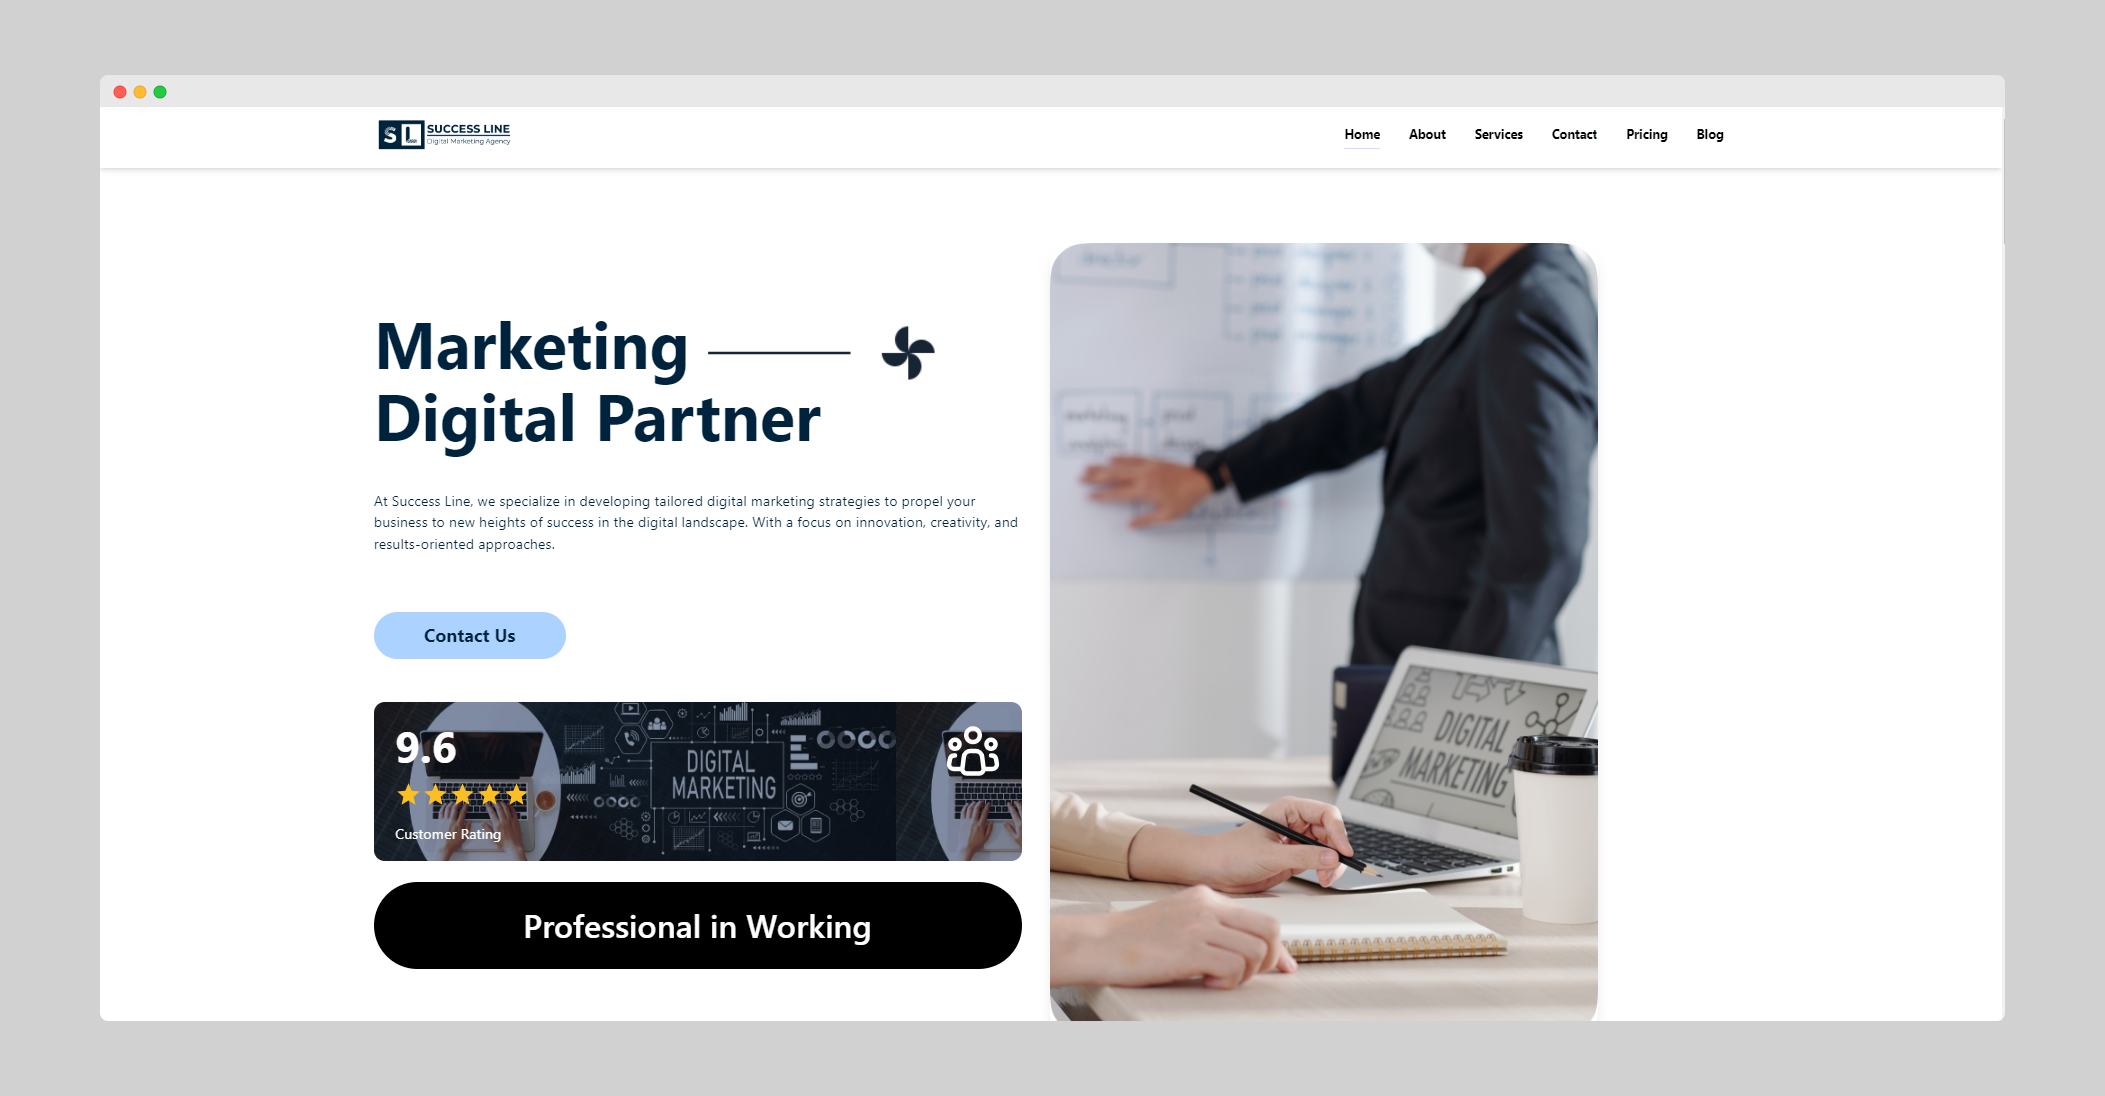 SL SUCCESS LINE
Digital Marketing Agency
Home About Services Contact Pricing Blog
Marketing
Digital Partner
At Success Line, we specialize in developing tailored digital marketing strategies to propel your
business to new heights of success in the digital landscape. With a focus on innovation, creativity, and
results-oriented approaches.
Contact Us
9.6
Customer Rating
DIGITAL
MARKETING
Professional in Working
DIGITAL
MARKETING